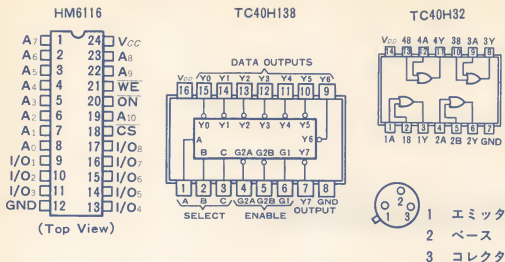 HM6116
A7 1 24 VCC
A6 2 23 A8
A5 3 22 A9
A4 4 21 WE
A3 5 20 ON
A2 6 19 A10
A1 7 18 CS
A0 8 17 I/O8
I/O1 9 16 I/O7
I/O2 10 15 I/O6
I/O3 11 14 I/O5
GND 12 13 I/O4
(Top View)
TC40H138
DATA OUTPUTS
VDD Y0 Y1 Y2 Y3 Y4 Y5 Y6
16 15 14 13 12 11 10 9
Y0 Y1 Y2 Y3 Y4 Y5
A Y6
B C G2A G2B G1 Y7
1 2 3 4 5 6 7 8
A B C G2A G2B G1 Y7 GND
SELECT ENABLE OUTPUT
TC40H32
VDD 4B 4A 4Y 3B 3A 3Y
14 13 12 11 10 9 8
1 2 3 4 5 6 7
1A 1B 1Y 2A 2B 2Y GND
2
1 3
1 エミッタ
2 ベース
3 コレクタ